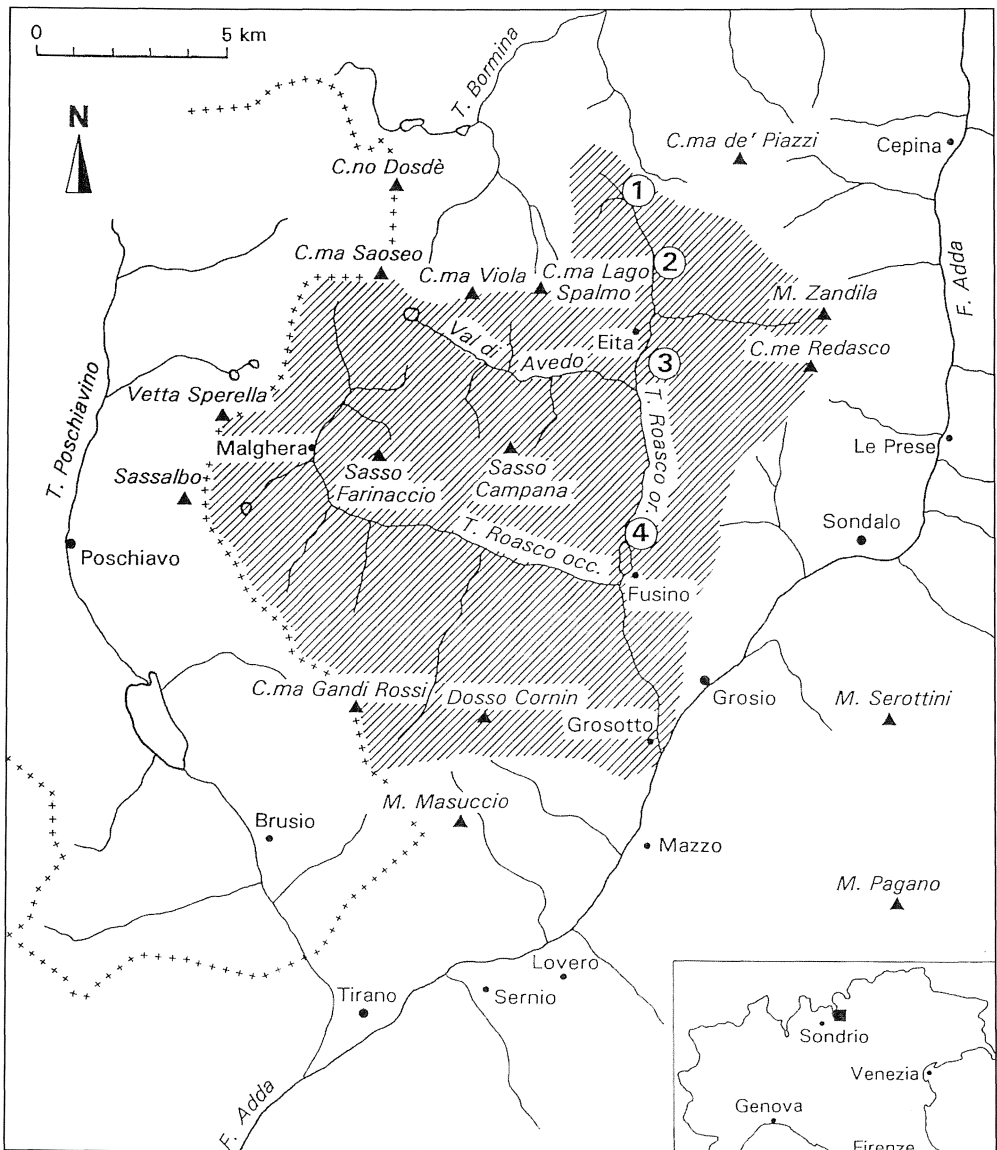 0 5 km
N
T. Bormina
C.ma de' Piazzi
Cepina
C.no Dosdè
1
C.ma Saoseo
C.ma Viola
C.ma Lago
Spalmo
2
M. Zandila
F. Adda
Val di
Avedo
Eita
3
C.me Redasco
T. Poschiavino
Vetta Sperella
Malghera
Sasso
Farinaccio
Sasso
Campana
T. Roasco or.
Le Prese
Sassalbo
Poschiavo
T. Roasco occ.
4
Fusino
Sondalo
C.ma Gandi Rossi
Dosso Cornin
Grosotto
Grosio
M. Serottini
M. Masuccio
Brusio
Mazzo
M. Pagano
Lovero
Sernio
Tirano
F. Adda
Sondrio
Venezia
Genova
Firenze